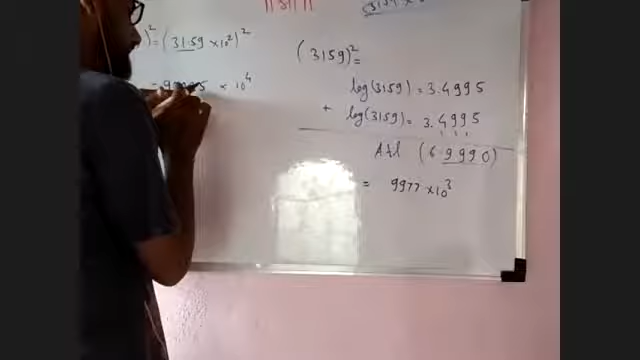 )² = (31.59 × 10²)²
× 10⁴
(3159)² =
log(3159) = 3.4995
+ log(3159) = 3.4995
Atl (6.9990)
= 9977 × 10³